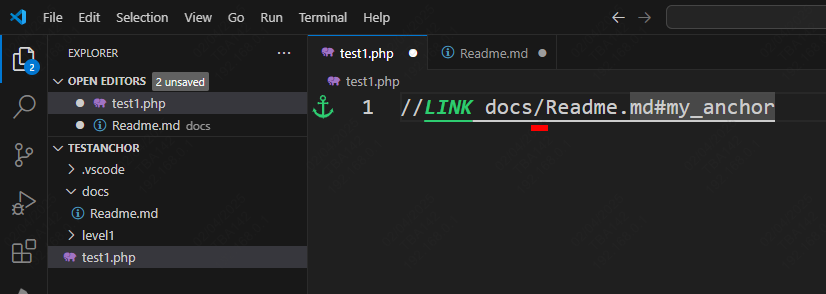 File Edit Selection View Go Run Terminal Help
EXPLORER ...
test1.php
Readme.md
OPEN EDITORS 2 unsaved
test1.php
test1.php
1 //LINK docs/Readme.md#my_anchor
Readme.md docs
TESTANCHOR
.vscode
docs
Readme.md
level1
test1.php
2